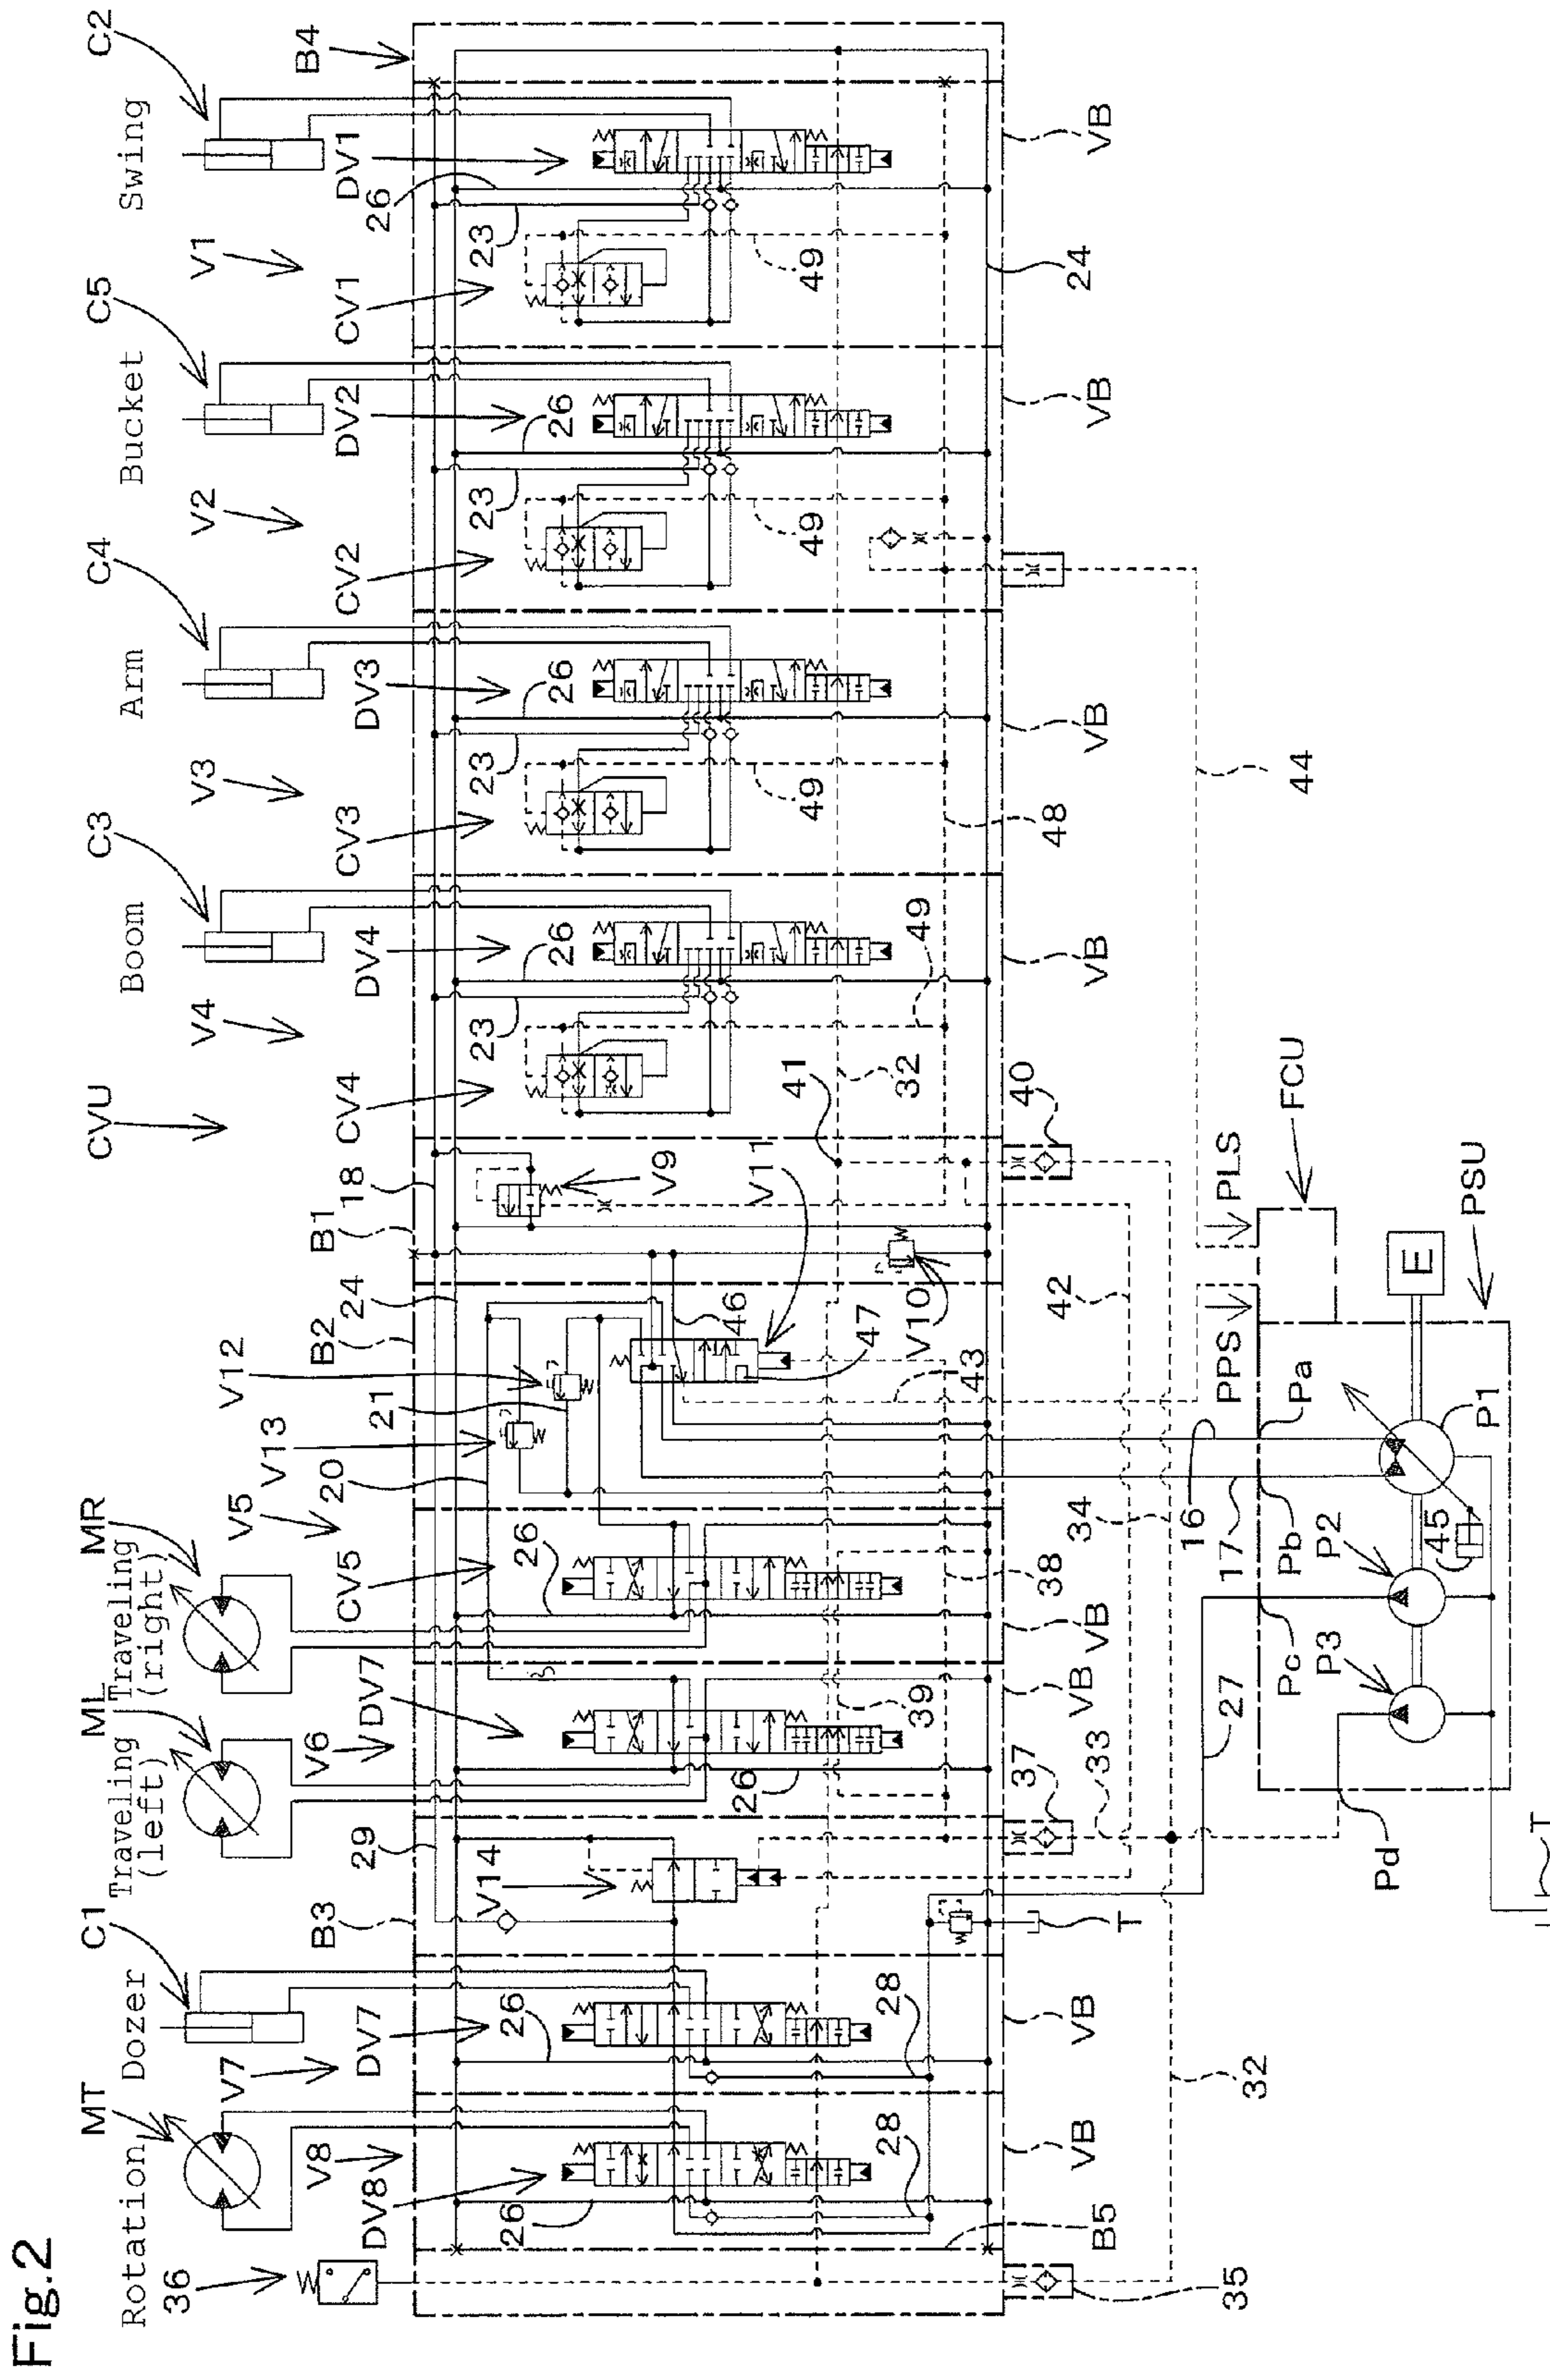 Fig.2
Rotation
Dozer
Traveling
(left)
Traveling
(right)
Boom
Arm
Bucket
Swing
36
MT
C1
ML
MR
C3
C4
C5
C2
V8
V7
V6
V5
CVU
V4
V3
V2
V1
DV8
DV7
DV7
CV5
V13
V12
CV4
DV4
CV3
DV3
CV2
DV2
CV1
DV1
B3
29
B2
24
B1
18
B4
V14
20
21
26
26
26
26
23
26
23
26
23
26
23
26
V9
V11
46
47
V10
43
41
32
49
49
49
49
28
28
39
38
48
24
B5
VB
VB
VB
VB
VB
VB
VB
VB
35
37
40
T
32
33
34
42
44
27
17
16
PPS
PLS
FCU
PSU
Pd
Pc
Pb
Pa
P3
P2
P1
45
E
T